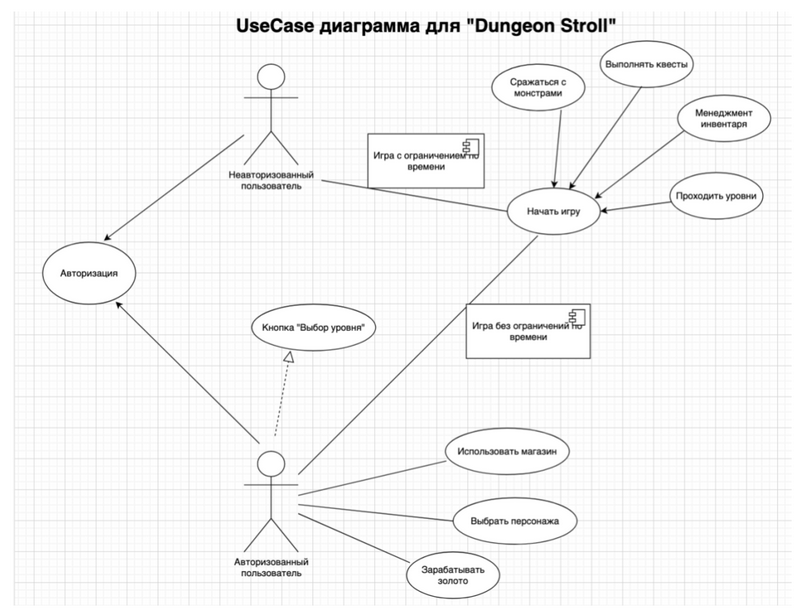 UseCase диаграмма для "Dungeon Stroll"
Выполнять квесты
Сражаться с
монстрами
Менеджмент
инвентаря
Игра с ограничением по
времени
Неавторизованный
пользователь
Проходить уровни
Начать игру
Авторизация
Кнопка "Выбор уровня"
Игра без ограничений по
времени
Использовать магазин
Выбрать персонажа
Авторизованный
пользователь
Зарабатывать
золото